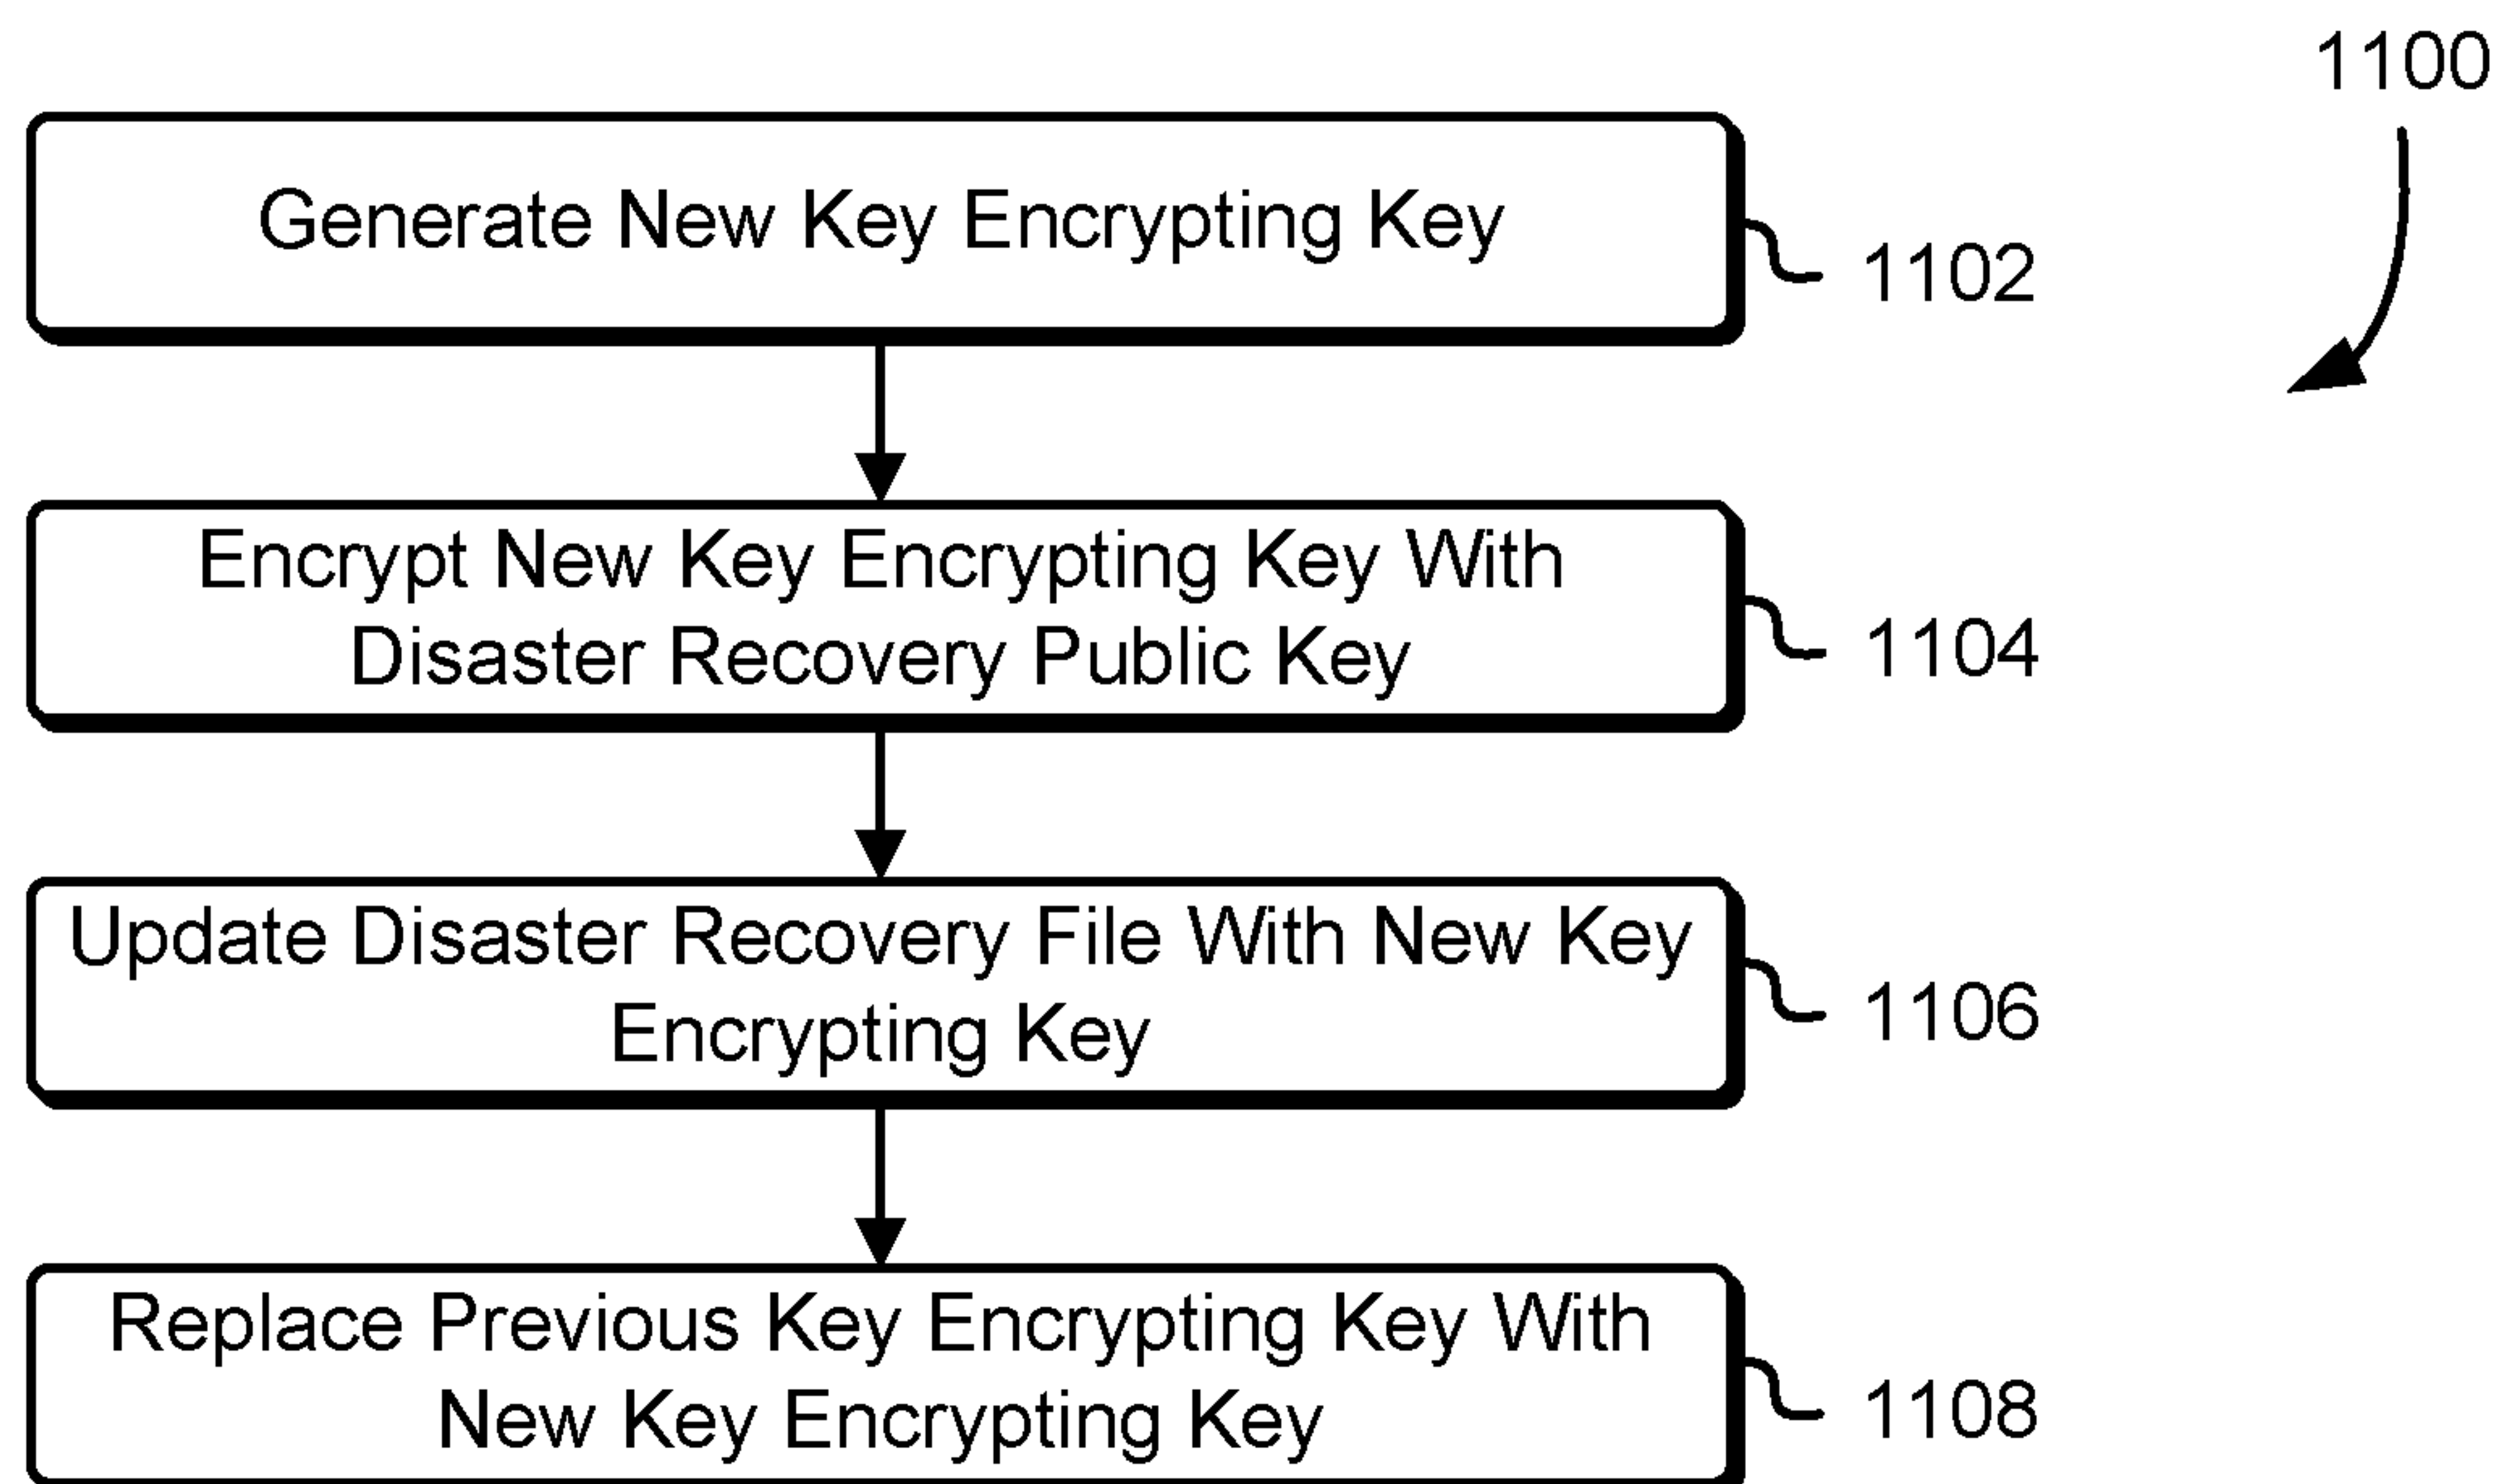 1100
Generate New Key Encrypting Key
1102
Encrypt New Key Encrypting Key With
Disaster Recovery Public Key
1104
Update Disaster Recovery File With New Key
Encrypting Key
1106
Replace Previous Key Encrypting Key With
New Key Encrypting Key
1108